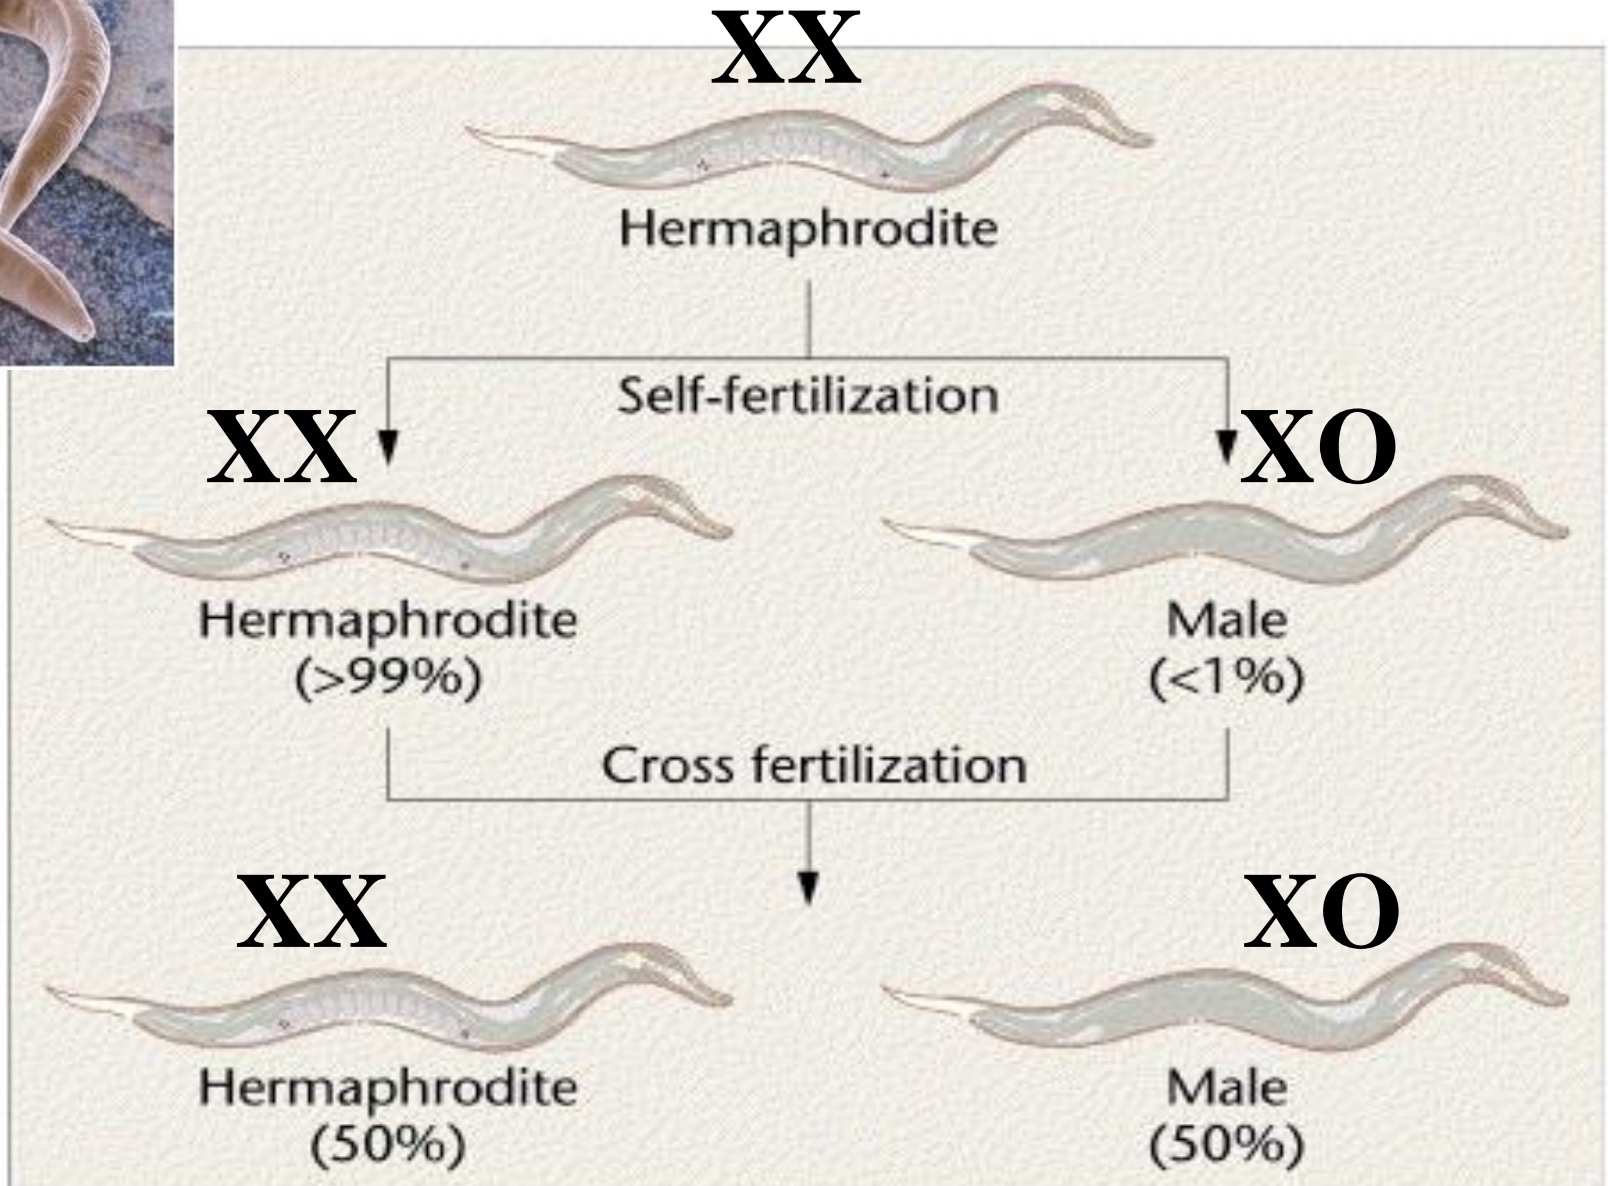 XX
Hermaphrodite
Self-fertilization
XX
XO
Hermaphrodite
(>99%)
Male
(<1%)
Cross fertilization
XX
XO
Hermaphrodite
(50%)
Male
(50%)